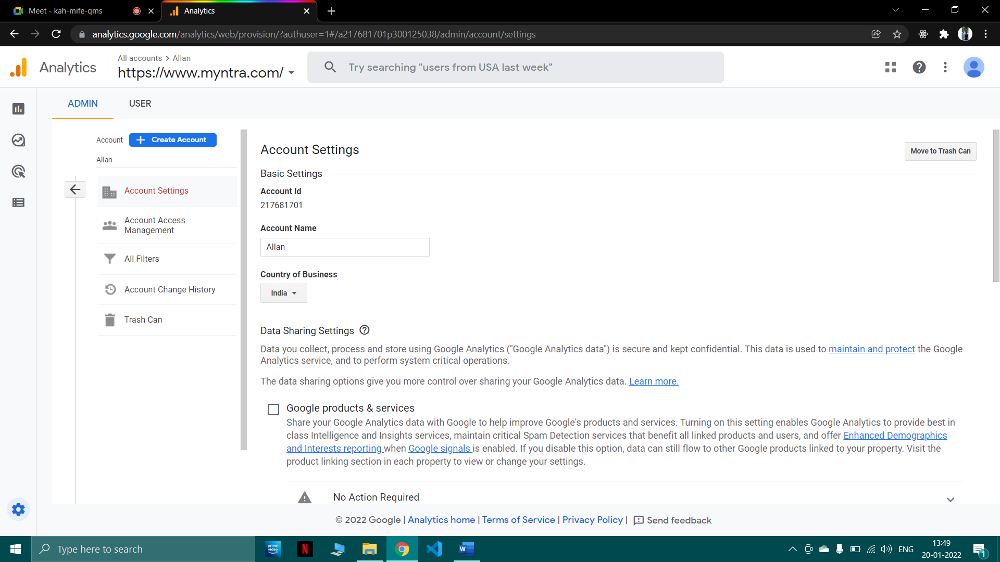 Meet - kah-mife-qms
Analytics
analytics.google.com/analytics/web/provision/?authuser=1#/a217681701p300125038/admin/account/settings
Analytics
All accounts > Allan
https://www.myntra.com/
Try searching "users from USA last week"
ADMIN
USER
Account
Create Account
Allan
Account Settings
Account Access
Management
All Filters
Account Change History
Trash Can
Account Settings
Move to Trash Can
Basic Settings
Account Id
217681701
Account Name
Allan
Country of Business
India
Data Sharing Settings
Data you collect, process and store using Google Analytics ("Google Analytics data") is secure and kept confidential. This data is used to maintain and protect the Google
Analytics service, and to perform system critical operations.
The data sharing options give you more control over sharing your Google Analytics data. Learn more.
Google products & services
Share your Google Analytics data with Google to help improve Google's products and services. Turning on this setting enables Google Analytics to provide best in
class Intelligence and Insights services, maintain critical Spam Detection services that benefit all linked products and users, and offer Enhanced Demographics
and Interests reporting when Google signals is enabled. If you disable this option, data can still flow to other Google products linked to your property. Visit the
product linking section in each property to view or change your settings.
No Action Required
© 2022 Google | Analytics home | Terms of Service | Privacy Policy | Send feedback
Type here to search
prime video
N
W
ENG
13:49
20-01-2022
1